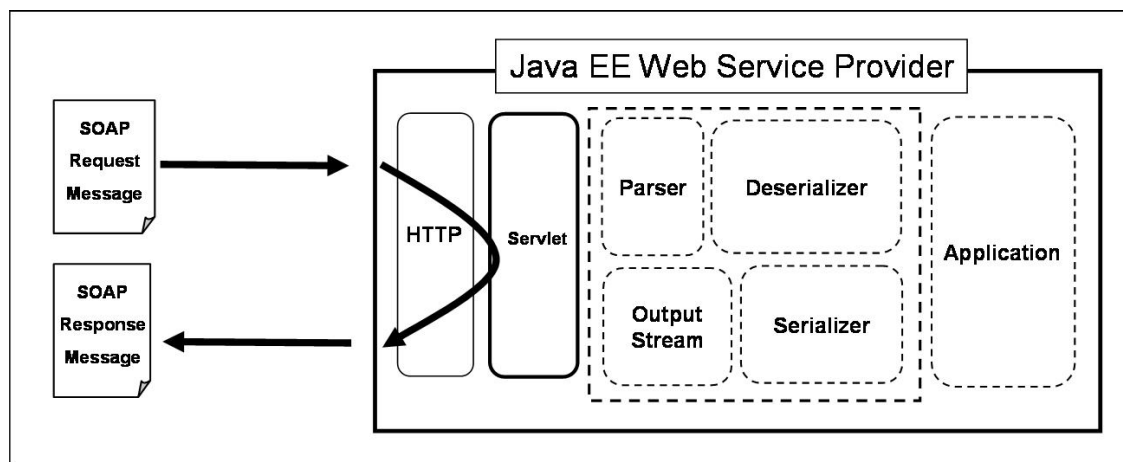 Java EE Web Service Provider
SOAP
Request
Message
HTTP
Servlet
Parser
Deserializer
Application
SOAP
Response
Message
Output
Stream
Serializer